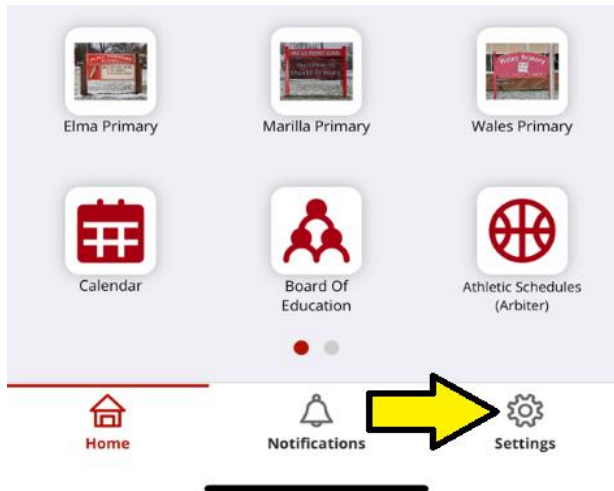 Elma Primary
Marilla Primary
Wales Primary
Calendar
Board Of
Education
Athletic Schedules
(Arbiter)
Home
Notifications
Settings